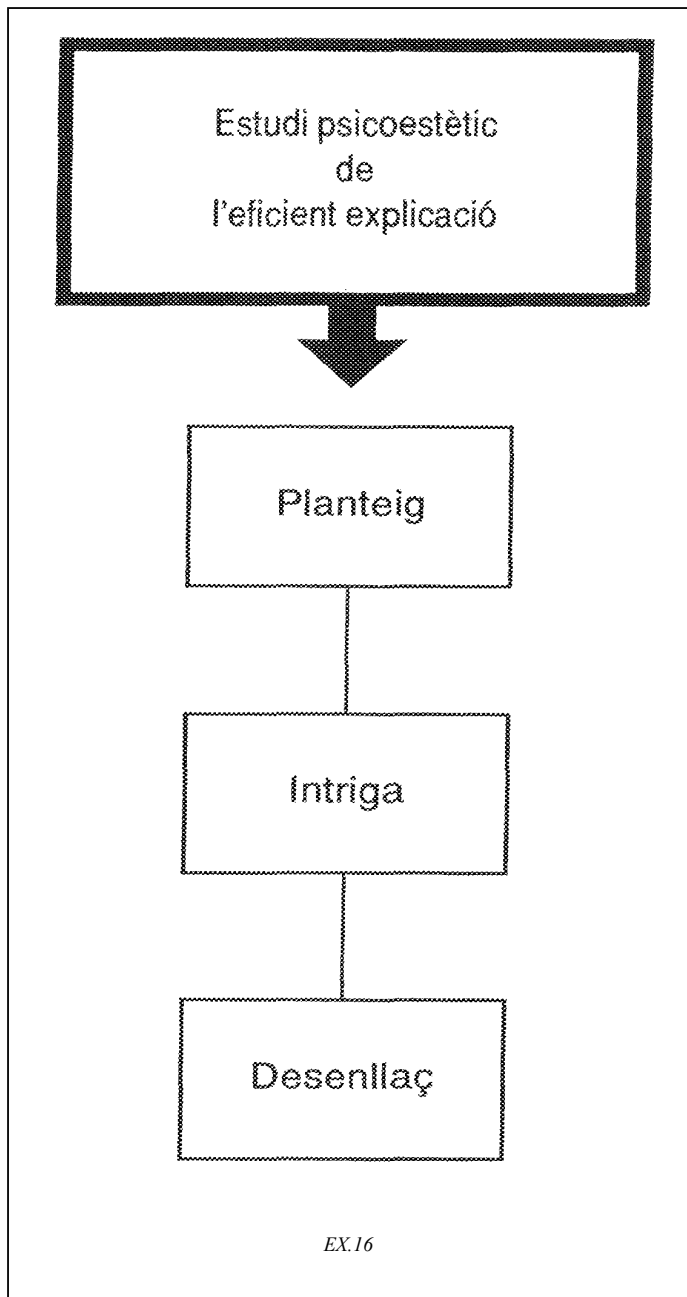 Estudi psicoestètic
de
l'eficient explicació
Planteig
Intriga
Desenllaç
EX.16